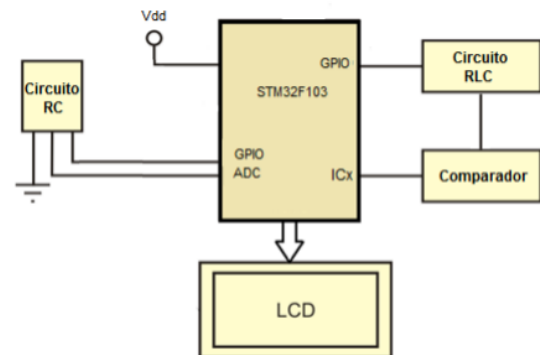 Vdd
Circuito
RC
GPIO
STM32F103
Circuito
RLC
GPIO
ADC
ICx
Comparador
LCD